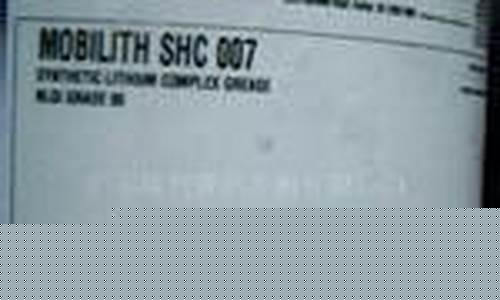 MOBILITH SHC 007
SYNTHETIC LITHIUM COMPLEX GREASE
NLGI GRADE 00